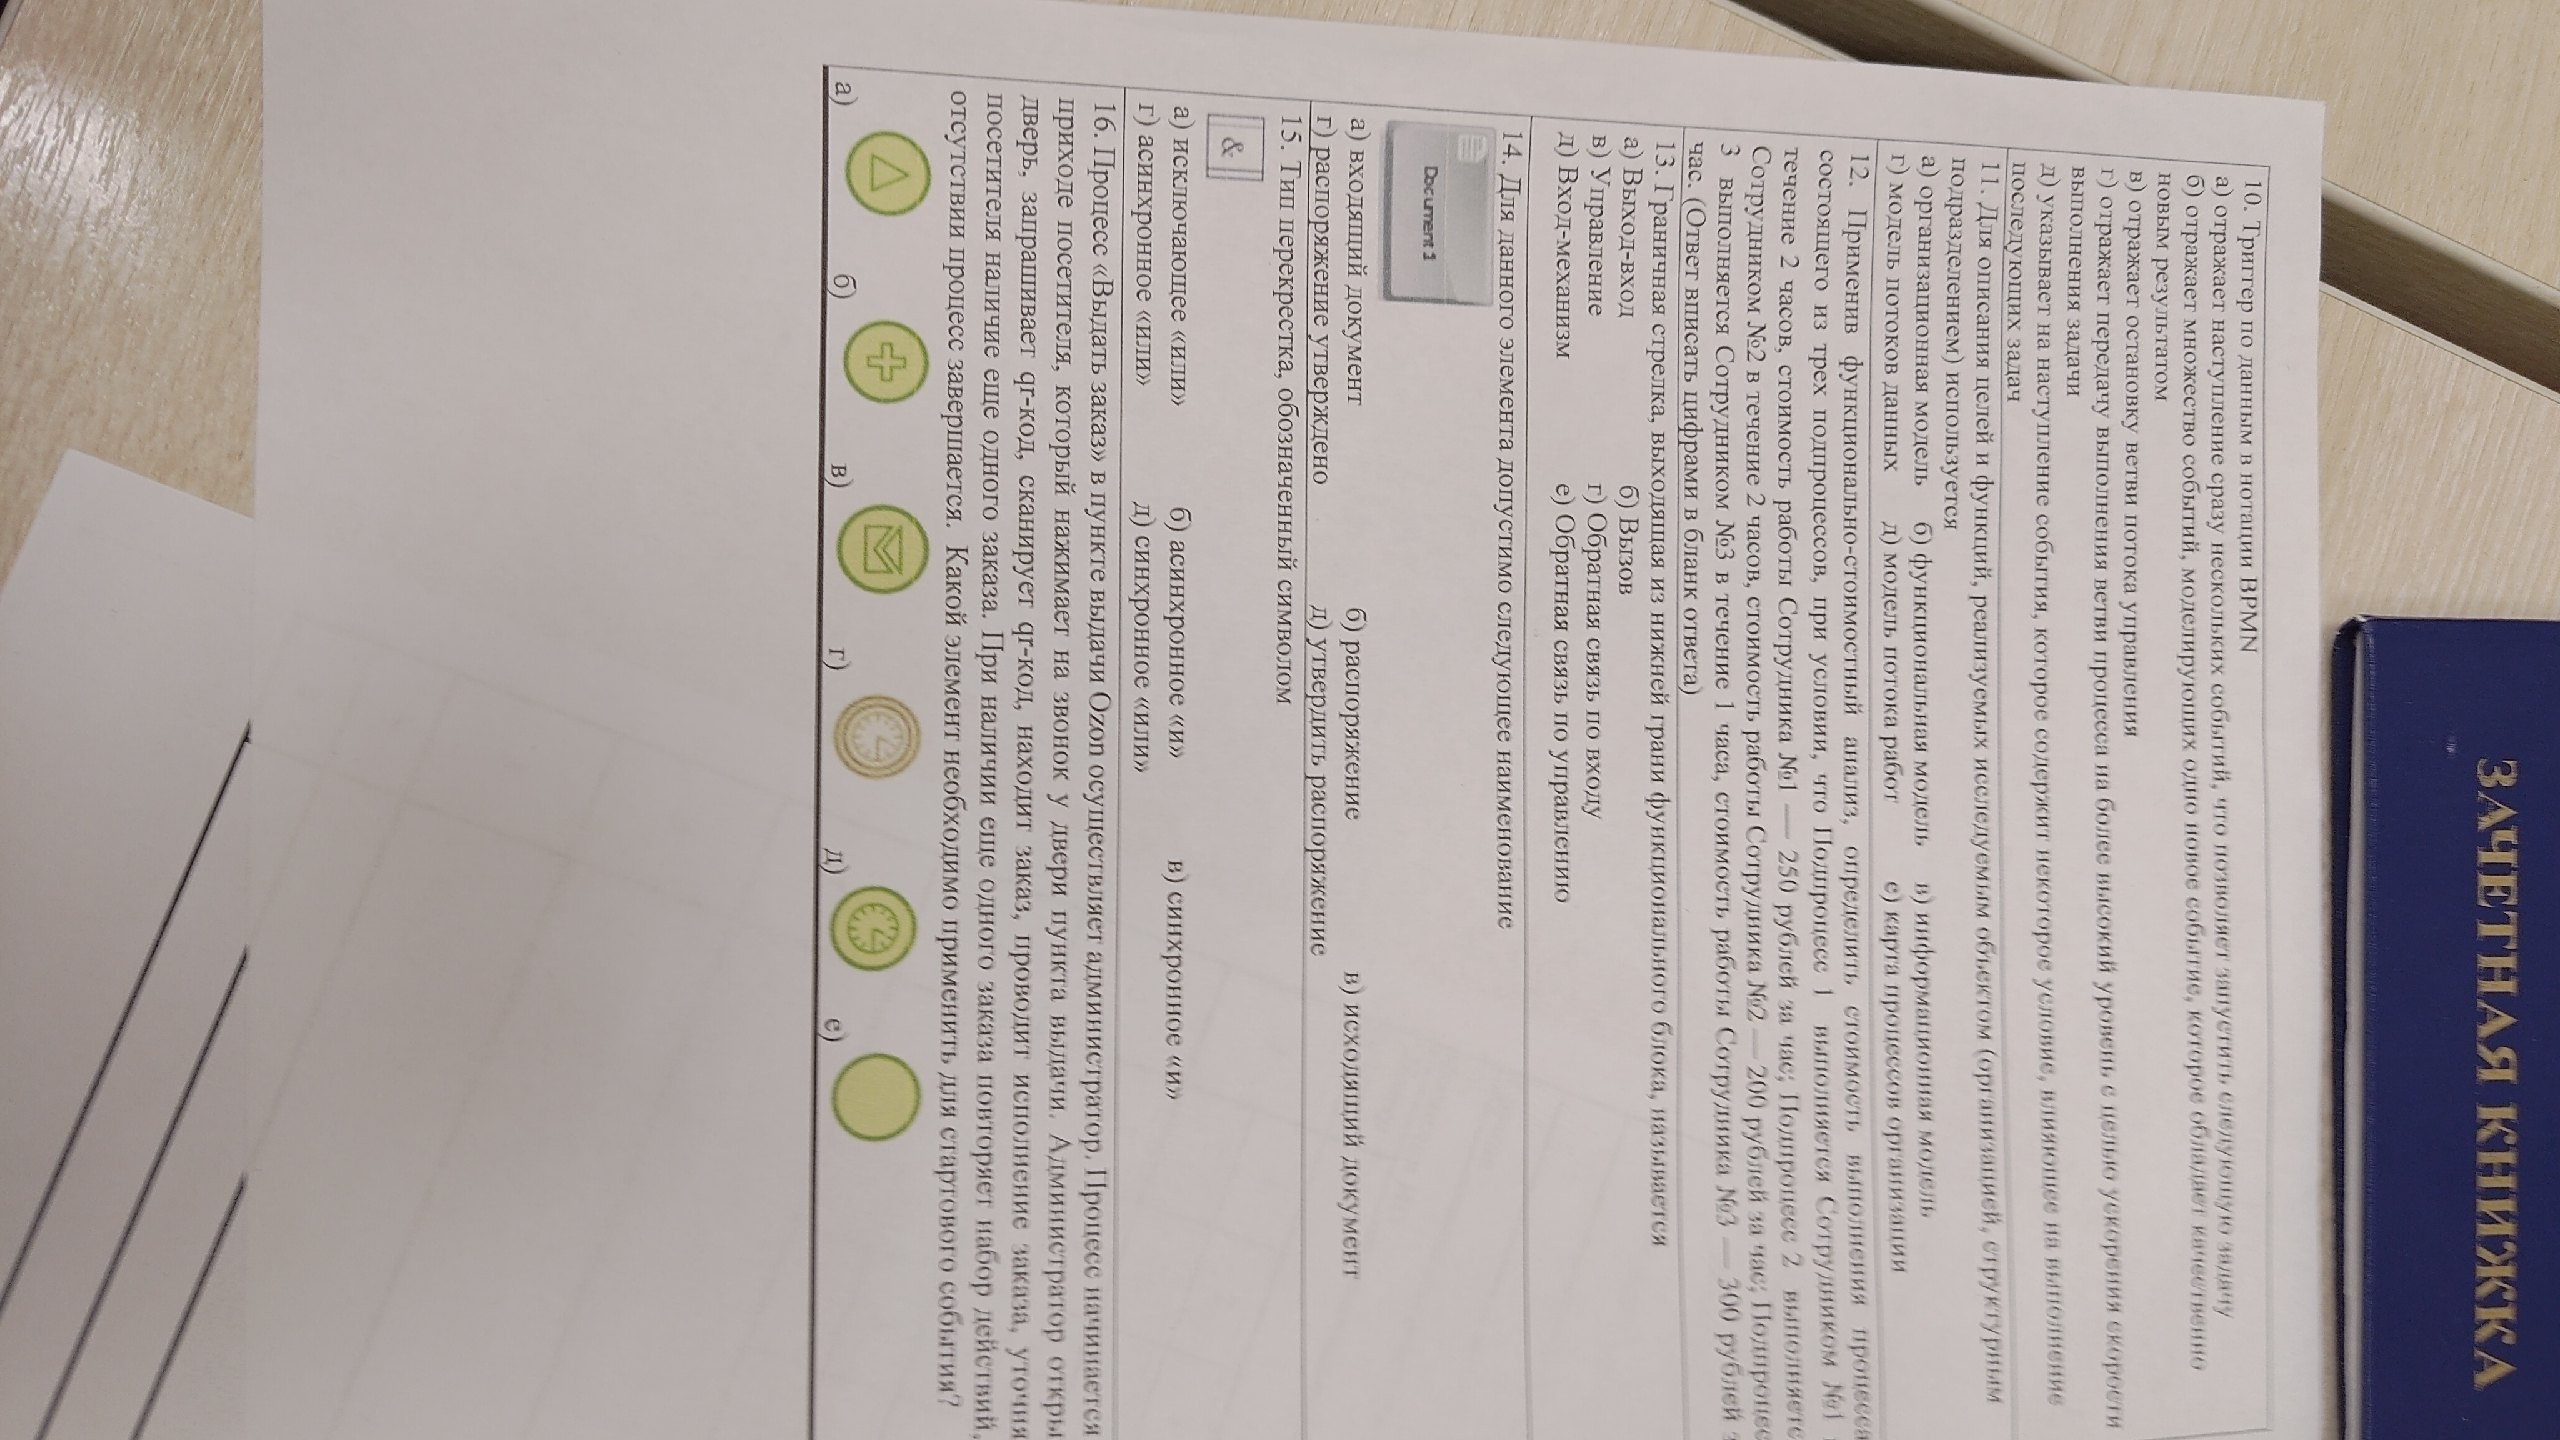 ЗАЧЕТНАЯ КНИЖКА
10. Триггер по данным в нотации BPMN
а) отражает наступление сразу нескольких событий, что позволяет запустить следующую задачу
б) отражает множество событий, моделирующих одно новое событие, которое обладает качественно
новым результатом
в) отражает остановку ветви потока управления
г) отражает передачу выполнения ветви процесса на более высокий уровень с целью ускорения скорости
выполнения задачи
д) указывает на наступление события, которое содержит некоторое условие, влияющее на выполнение
последующих задач
11. Для описания целей и функций, реализуемых исследуемым объектом (организацией, структурным
подразделением) используется
а) организационная модель б) функциональная модель в) информационная модель
г) модель потоков данных д) модель потока работ е) карта процессов организации
12. Применив функционально-стоимостный анализ, определить стоимость выполнения процесса
состоящего из трех подпроцессов, при условии, что Подпроцесс 1 выполняется Сотрудником №1
течение 2 часов, стоимость работы Сотрудника №1 — 250 рублей за час; Подпроцесс 2 выполняетс
Сотрудником №2 в течение 2 часов, стоимость работы Сотрудника №2 — 200 рублей за час; Подпроцес
3 выполняется Сотрудником №3 в течение 1 часа, стоимость работы Сотрудника №3 — 300 рублей
час. (Ответ вписать цифрами в бланк ответа)
13. Граничная стрелка, выходящая из нижней грани функционального блока, называется
а) Выход-вход б) Вызов
в) Управление г) Обратная связь по входу
д) Вход-механизм е) Обратная связь по управлению
14. Для данного элемента допустимо следующее наименование
Document 1
а) входящий документ б) распоряжение в) исходящий документ
г) распоряжение утверждено д) утвердить распоряжение
15. Тип перекрестка, обозначенный символом
&
а) исключающее «или» б) асинхронное «и» в) синхронное «и»
г) асинхронное «или» д) синхронное «или»
16. Процесс «Выдать заказ» в пункте выдачи Ozon осуществляет администратор. Процесс начинается
приходе посетителя, который нажимает на звонок у двери пункта выдачи. Администратор откры
дверь, запрашивает qr-код, сканирует qr-код, находит заказ, проводит исполнение заказа, уточня
посетителя наличие еще одного заказа. При наличии еще одного заказа повторяет набор действий,
отсутствии процесс завершается. Какой элемент необходимо применить для стартового события?
а) б) в) г) д) е)